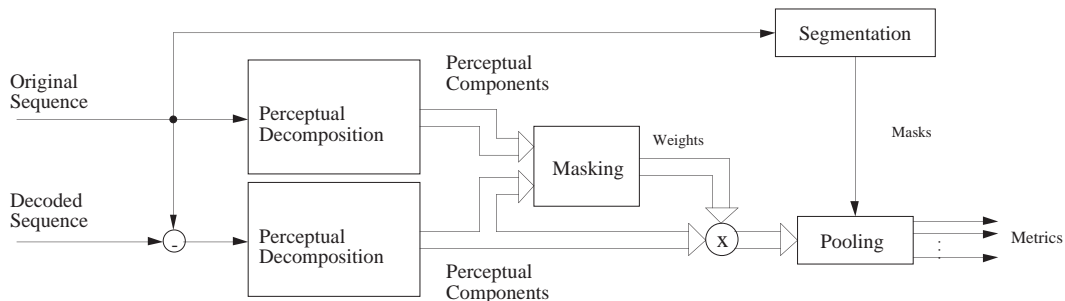 Segmentation
Original
Sequence
Perceptual
Components
Perceptual
Decomposition
Masking
Weights
Masks
Decoded
Sequence
-
Perceptual
Decomposition
X
Pooling
Metrics
Perceptual
Components